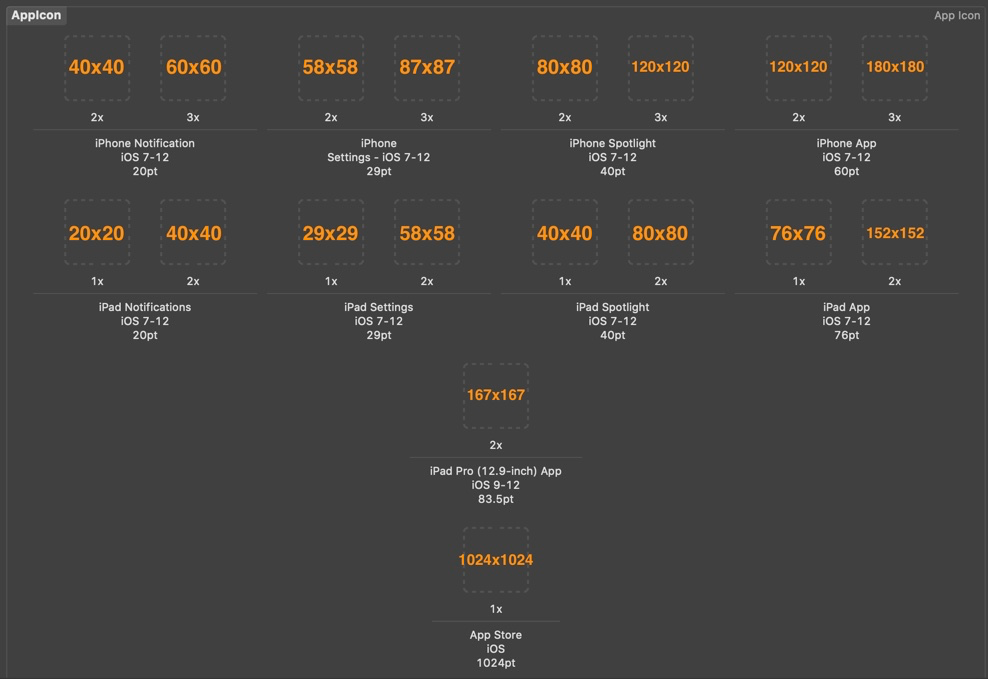 AppIcon
App Icon
40x40 60x60 58x58 87x87 80x80 120x120 120x120 180x180
2x 3x 2x 3x 2x 3x 2x 3x
iPhone Notification
iOS 7-12
20pt
iPhone
Settings - iOS 7-12
29pt
iPhone Spotlight
iOS 7-12
40pt
iPhone App
iOS 7-12
60pt
20x20 40x40 29x29 58x58 40x40 80x80 76x76 152x152
1x 2x 1x 2x 1x 2x 1x 2x
iPad Notifications
iOS 7-12
20pt
iPad Settings
iOS 7-12
29pt
iPad Spotlight
iOS 7-12
40pt
iPad App
iOS 7-12
76pt
167x167
2x
iPad Pro (12.9-inch) App
iOS 9-12
83.5pt
1024x1024
1x
App Store
iOS
1024pt